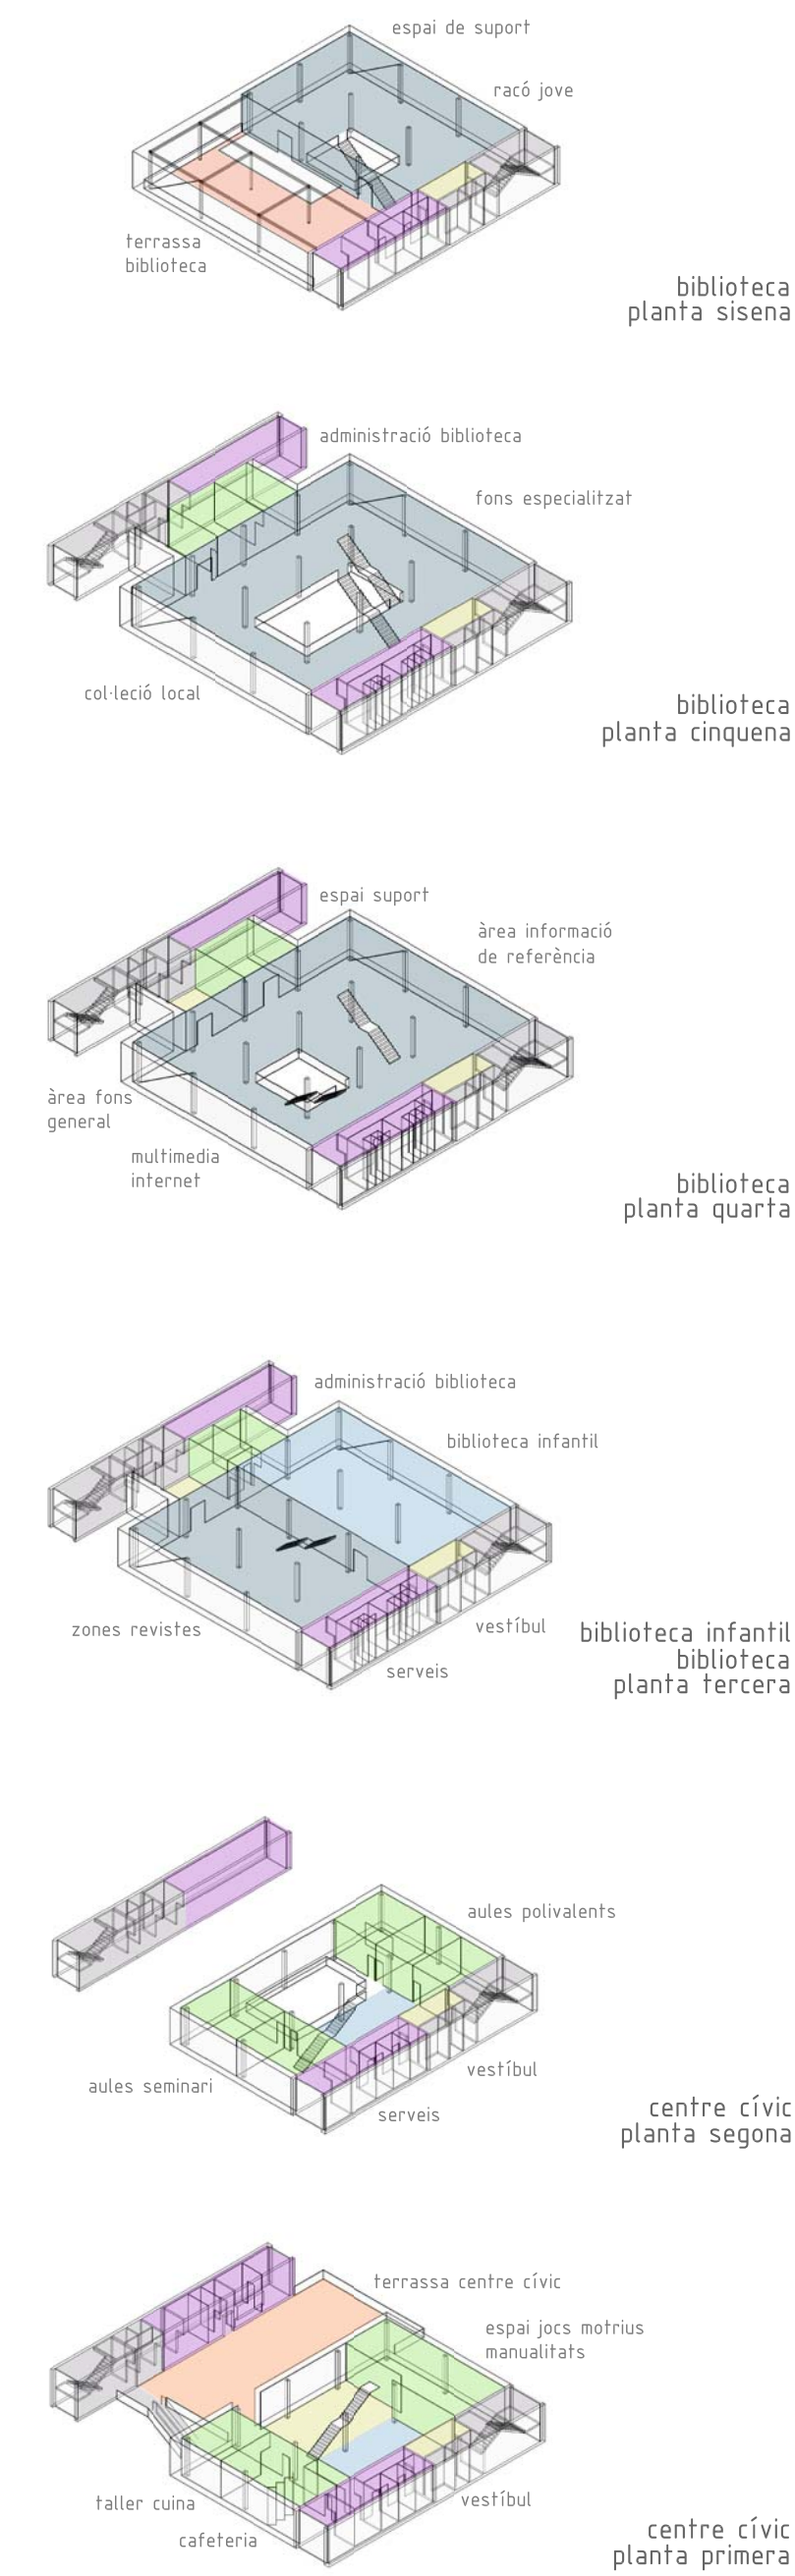 espai de suport
racó jove
terrassa
biblioteca
biblioteca
planta sisena
administració biblioteca
fons especialitzat
col·leció local
biblioteca
planta cinquena
espai suport
àrea informació
de referència
àrea fons
general
multimedia
internet
biblioteca
planta quarta
administració biblioteca
biblioteca infantil
zones revistes
vestíbul
serveis
biblioteca infantil
biblioteca
planta tercera
aules polivalents
vestíbul
aules seminari
serveis
centre cívic
planta segona
terrassa centre cívic
espai jocs motrius
manualitats
taller cuina
vestíbul
cafeteria
centre cívic
planta primera